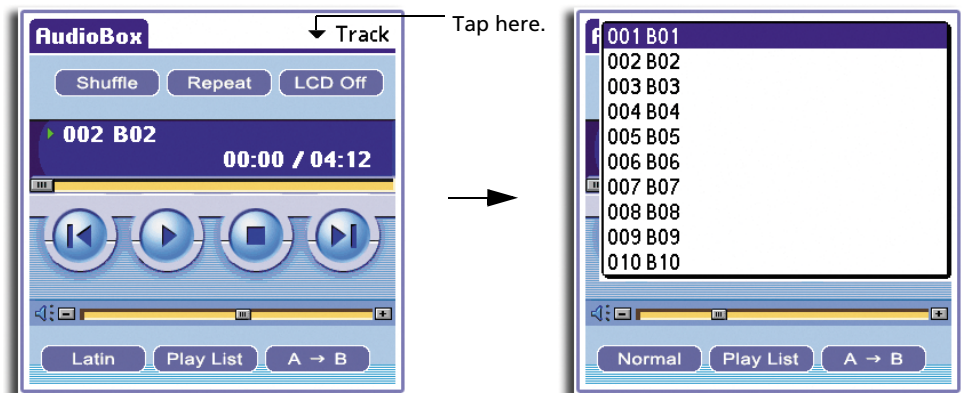 AudioBox
Track
Tap here.
Shuffle Repeat LCD Off
002 B02
00:00 / 04:12
Latin Play List A → B
001 B01
002 B02
003 B03
004 B04
005 B05
006 B06
007 B07
008 B08
009 B09
010 B10
Normal Play List A → B